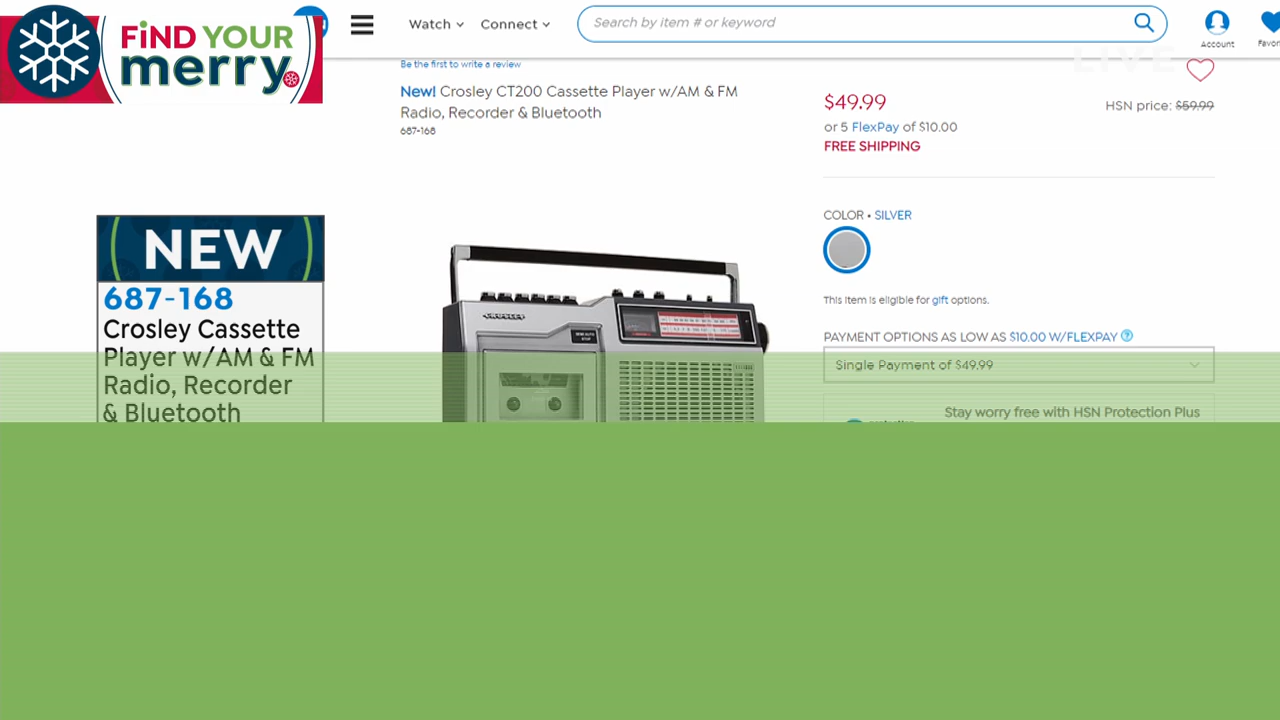 FiND YOUR
merry.
Watch
Connect
Search by item # or keyword
Account
LIVE
Be the first to write a review
New! Crosley CT200 Cassette Player w/AM & FM
Radio, Recorder & Bluetooth
687-168
$49.99
HSN price: $59.99
or 5 FlexPay of $10.00
FREE SHIPPING
COLOR • SILVER
This item is eligible for gift options.
PAYMENT OPTIONS AS LOW AS $10.00 W/FLEXPAY
Single Payment of $49.99
Stay worry free with HSN Protection Plus
NEW
687-168
Crosley Cassette
Player w/AM & FM
Radio, Recorder
& Bluetooth
CROSLEY